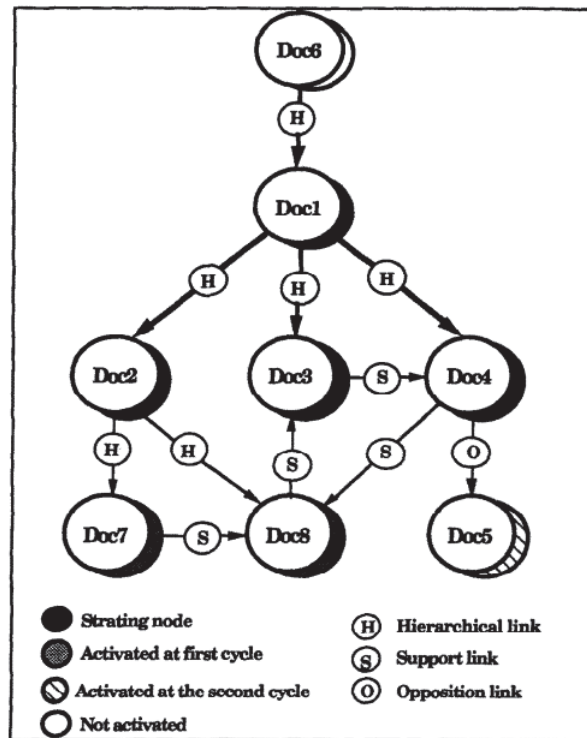 Doc6
H
Doc1
H
H
H
Doc2
Doc3
S
Doc4
H
H
S
S
O
Doc7
S
Doc8
Doc5
Strating node
H Hierarchical link
Activated at first cycle
S Support link
Activated at the second cycle
O Opposition link
Not activated